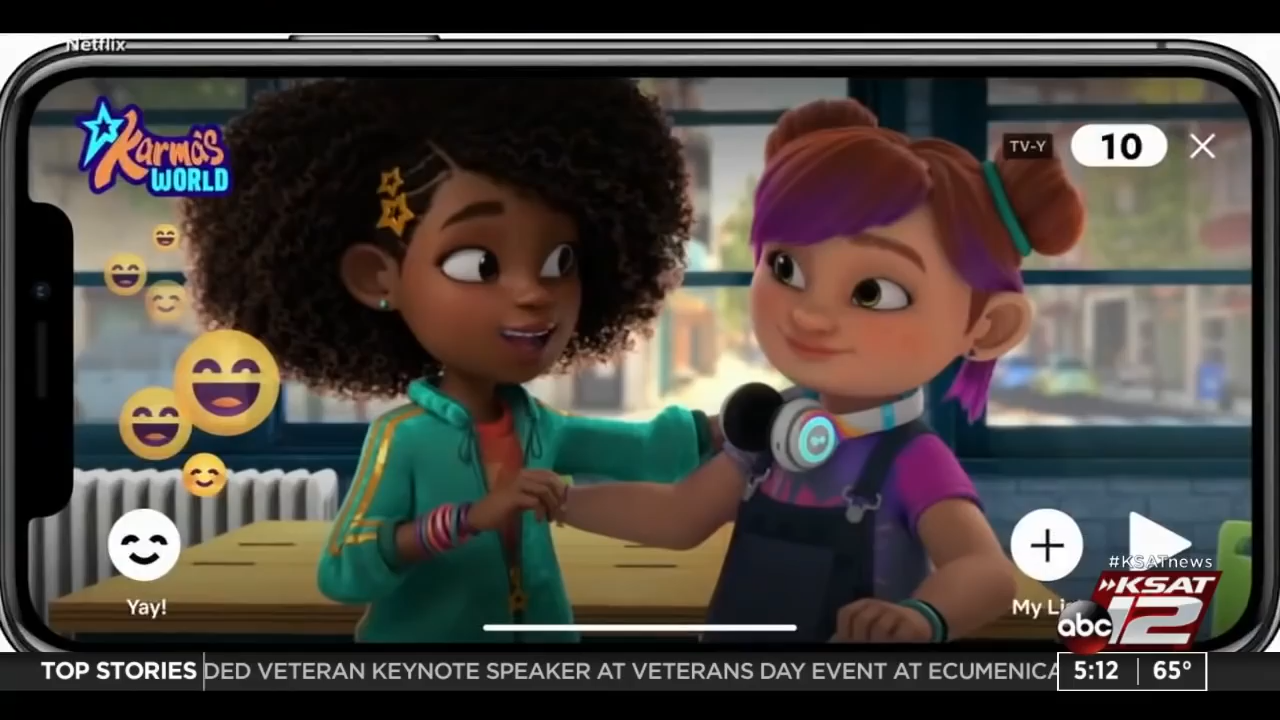 Netflix
Karma's
WORLD
TV-Y
10
Yay!
My Li
#KSATnews
KSAT
abc
12
TOP STORIES
DED VETERAN KEYNOTE SPEAKER AT VETERANS DAY EVENT AT ECUMENICA
5:12
65°